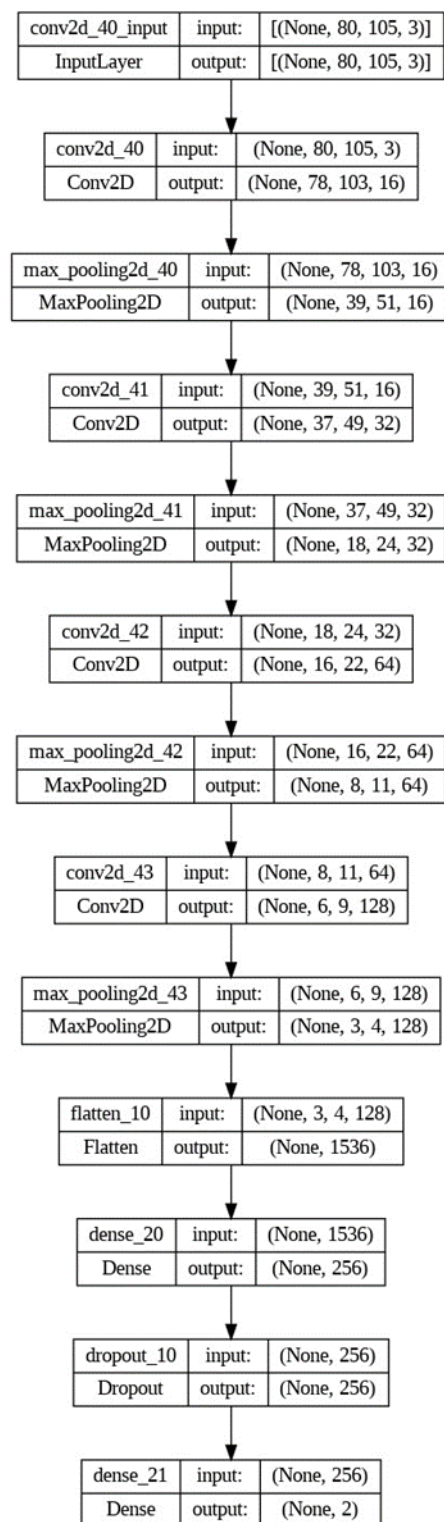 conv2d_40_input input: [(None, 80, 105, 3)]
InputLayer output: [(None, 80, 105, 3)]
conv2d_40 input: (None, 80, 105, 3)
Conv2D output: (None, 78, 103, 16)
max_pooling2d_40 input: (None, 78, 103, 16)
MaxPooling2D output: (None, 39, 51, 16)
conv2d_41 input: (None, 39, 51, 16)
Conv2D output: (None, 37, 49, 32)
max_pooling2d_41 input: (None, 37, 49, 32)
MaxPooling2D output: (None, 18, 24, 32)
conv2d_42 input: (None, 18, 24, 32)
Conv2D output: (None, 16, 22, 64)
max_pooling2d_42 input: (None, 16, 22, 64)
MaxPooling2D output: (None, 8, 11, 64)
conv2d_43 input: (None, 8, 11, 64)
Conv2D output: (None, 6, 9, 128)
max_pooling2d_43 input: (None, 6, 9, 128)
MaxPooling2D output: (None, 3, 4, 128)
flatten_10 input: (None, 3, 4, 128)
Flatten output: (None, 1536)
dense_20 input: (None, 1536)
Dense output: (None, 256)
dropout_10 input: (None, 256)
Dropout output: (None, 256)
dense_21 input: (None, 256)
Dense output: (None, 2)